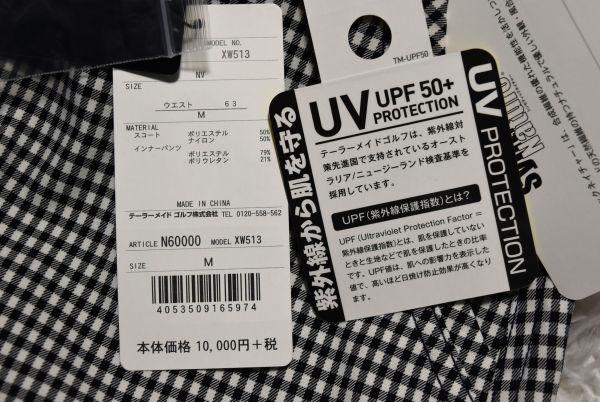 MODEL NO.
XW513
NV
SIZE
ウエスト 63
M
MATERIAL
スコート ポリエステル 50%
ナイロン 50%
インナーパンツ ポリエステル 79%
ポリウレタン 21%
MADE IN CHINA
テーラーメイド ゴルフ株式会社 TEL 0120-558-562
ARTICLE N60000 MODEL XW513
SIZE M
4053509165974
本体価格 10,000円+税
TM-UPF50
紫外線から肌を守る
UV UPF 50+
PROTECTION
テーラーメイドゴルフは、紫外線対
策先進国で支持されているオースト
ラリア/ニュージーランド検査基準を
採用しています。
UPF(紫外線保護指数)とは?
UPF (Ultraviolet Protection Factor =
紫外線保護指数)とは、肌を保護していない
ときと生地などで肌を保護したときの比率
です。UPF値は、肌への影響力を表示した
値で、高いほど日焼け防止効果が高くなり
ます。
UV PROTECTION